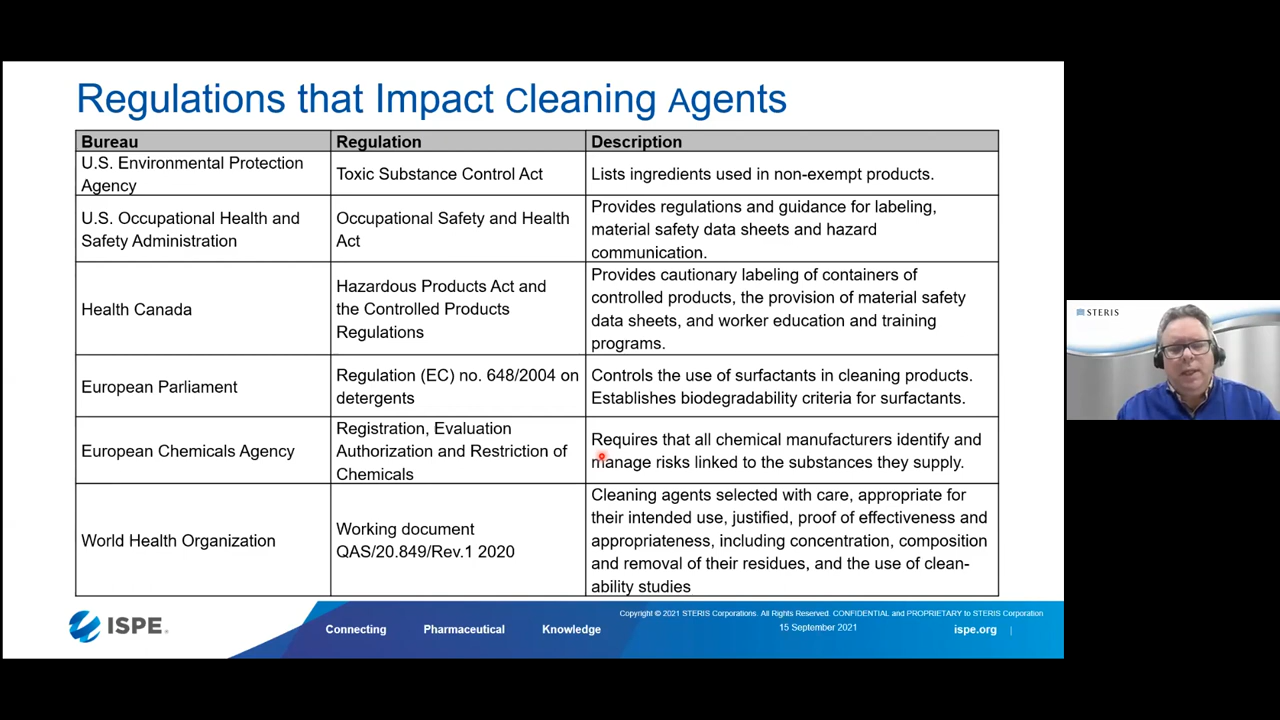 Regulations that Impact Cleaning Agents
Bureau
Regulation
Description
U.S. Environmental Protection
Agency
Toxic Substance Control Act
Lists ingredients used in non-exempt products.
U.S. Occupational Health and
Safety Administration
Occupational Safety and Health
Act
Provides regulations and guidance for labeling,
material safety data sheets and hazard
communication.
Health Canada
Hazardous Products Act and
the Controlled Products
Regulations
Provides cautionary labeling of containers of
controlled products, the provision of material safety
data sheets, and worker education and training
programs.
European Parliament
Regulation (EC) no. 648/2004 on
detergents
Controls the use of surfactants in cleaning products.
Establishes biodegradability criteria for surfactants.
European Chemicals Agency
Registration, Evaluation
Authorization and Restriction of
Chemicals
Requires that all chemical manufacturers identify and
manage risks linked to the substances they supply.
World Health Organization
Working document
QAS/20.849/Rev.1 2020
Cleaning agents selected with care, appropriate for
their intended use, justified, proof of effectiveness and
appropriateness, including concentration, composition
and removal of their residues, and the use of clean-
ability studies
ISPE
Connecting
Pharmaceutical
Knowledge
Copyright © 2021 STERIS Corporations. All Rights Reserved. CONFIDENTIAL and PROPRIETARY to STERIS Corporation
15 September 2021
ispe.org |
STERIS